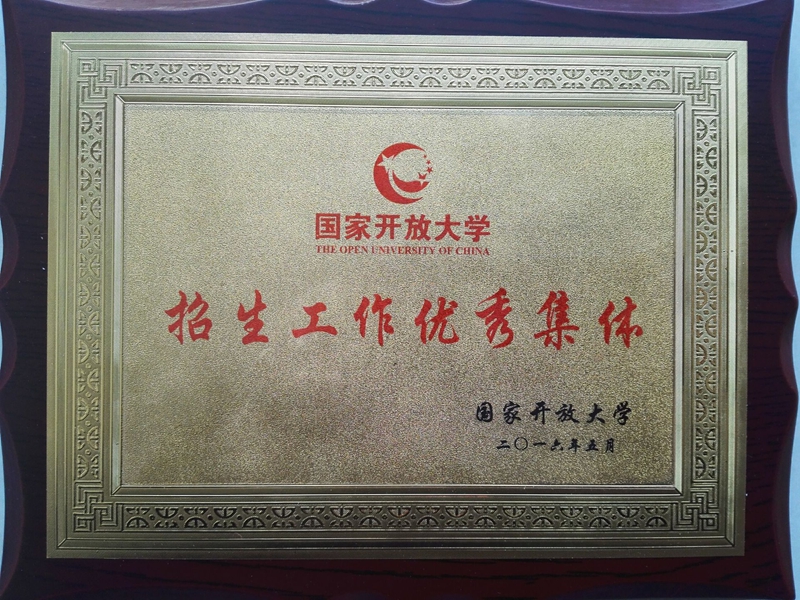 国家开放大学
THE OPEN UNIVERSITY OF CHINA
招生工作优秀集体
国家开放大学
二〇一六年五月